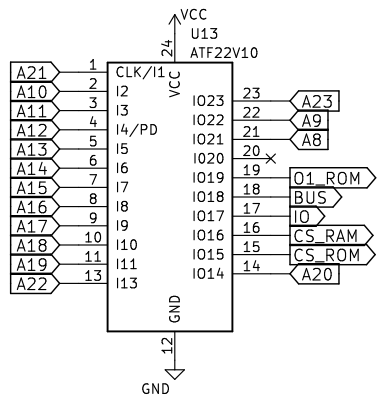 VCC
U13
ATF22V10
24
VCC
A21 1 CLK/I1
A10 2 I2
A11 3 I3
A12 4 I4/PD
A13 5 I5
A14 6 I6
A15 7 I7
A16 8 I8
A17 9 I9
A18 10 I10
A19 11 I11
A22 13 I13
IO23 23 A23
IO22 22 A9
IO21 21 A8
IO20 20
IO19 19 O1_ROM
IO18 18 BUS
IO17 17 IO
IO16 16 CS_RAM
IO15 15 CS_ROM
IO14 14 A20
GND
12
GND